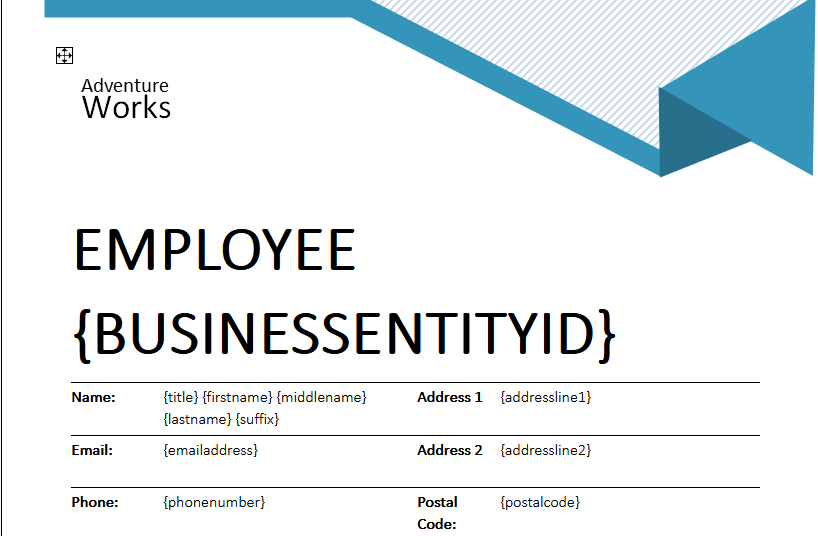 Adventure
Works
EMPLOYEE
{BUSINESSENTITYID}
Name: {title} {firstname} {middlename} Address 1 {addressline1}
{lastname} {suffix}
Email: {emailaddress} Address 2 {addressline2}
Phone: {phonenumber} Postal {postalcode}
Code: